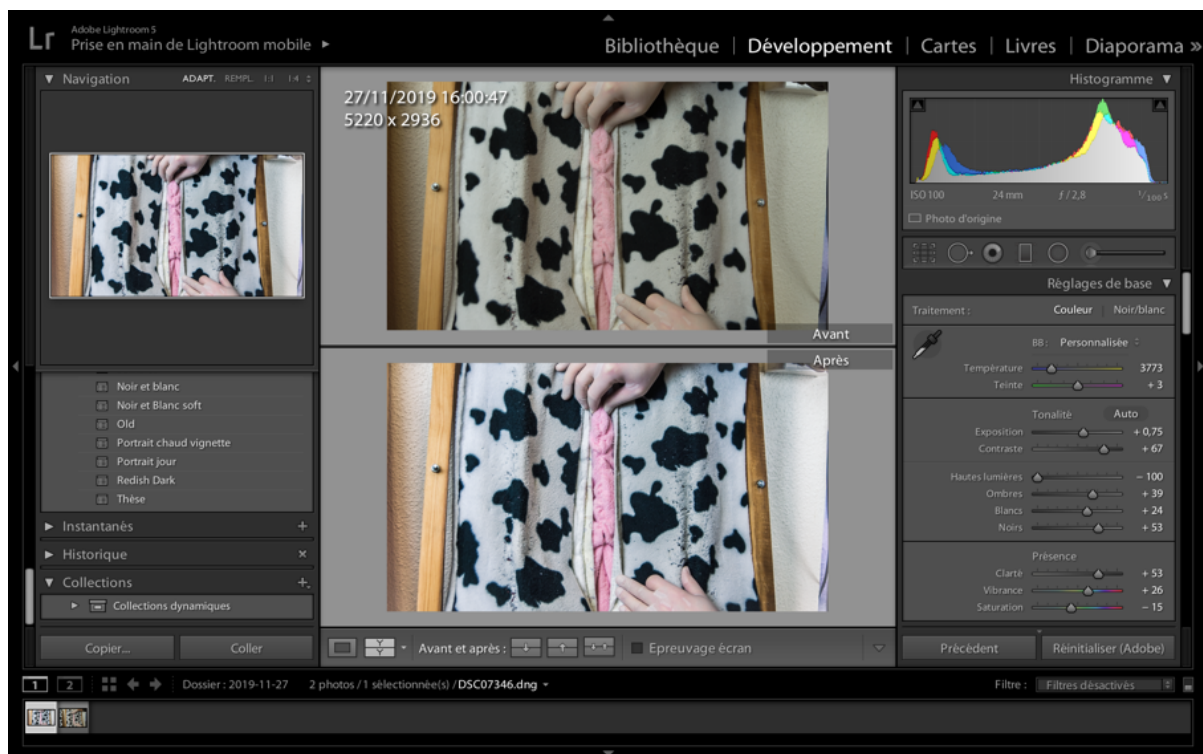 Lr
Adobe Lightroom 5
Prise en main de Lightroom mobile
Bibliothèque | Développement | Cartes | Livres | Diaporama »
Navigation ADAPT. REMPL. 1:1 1:4
Noir et blanc
Noir et Blanc soft
Old
Portrait chaud vignette
Portrait jour
Redish Dark
Thèse
Instantanés +
Historique ×
Collections +
Collections dynamiques
Copier... Coller
27/11/2019 16:00:47
5220 x 2936
Avant
Après
Y Y Avant et après : Epreuvage écran
Histogramme
ISO 100 24 mm ƒ / 2,8 1/100 s
Photo d'origine
Réglages de base
Traitement : Couleur | Noir/blanc
BB : Personnalisée
Température 3773
Teinte + 3
Tonalité Auto
Exposition + 0,75
Contraste + 67
Hautes lumières – 100
Ombres + 39
Blancs + 24
Noirs + 53
Présence
Clarté + 53
Vibrance + 26
Saturation – 15
Précédent Réinitialiser (Adobe)
1 2 Dossier : 2019-11-27 2 photos / 1 sélectionnée(s) / DSC07346.dng Filtre : Filtres désactivés